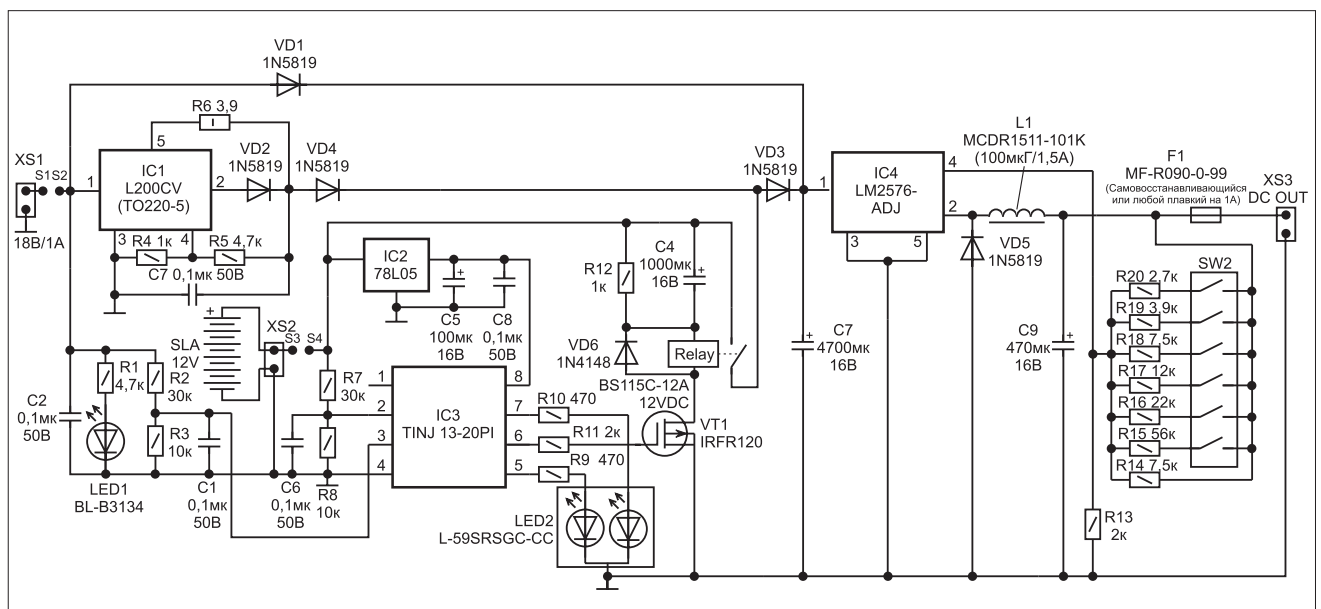 VD1
1N5819
R6 3,9
5
XS1
S1
S2
1
IC1
L200CV
(TO220-5)
2
VD2
1N5819
VD4
1N5819
18В/1А
3
4
R4 1к
R5 4,7к
C7 0,1мк 50В
VD3
1N5819
1
IC4
LM2576-
ADJ
4
2
3
5
L1
MCDR1511-101K
(100мкГ/1,5А)
F1
MF-R090-0-99
(Самовосстанавливающийся
или любой плавкий на 1А)
XS3
DC OUT
VD5
1N5819
IC2
78L05
C5
100мк
16В
C8
0,1мк
50В
R12
1к
C4
1000мк
16В
VD6
1N4148
Relay
BS115C-12A
12VDC
VT1
IRFR120
+
SLA
12V
XS2
S3
S4
R1
4,7к
R2
30к
R3
10к
C2
0,1мк
50В
LED1
BL-B3134
C1
0,1мк
50В
C6
0,1мк
50В
R7
30к
R8
10к
1
2
3
4
IC3
TINJ 13-20PI
8
7
6
5
R10 470
R11 2к
R9 470
LED2
L-59SRSGC-CC
C7
4700мк
16В
C9
470мк
16В
SW2
R20 2,7к
R19 3,9к
R18 7,5к
R17 12к
R16 22к
R15 56к
R14 7,5к
R13
2к